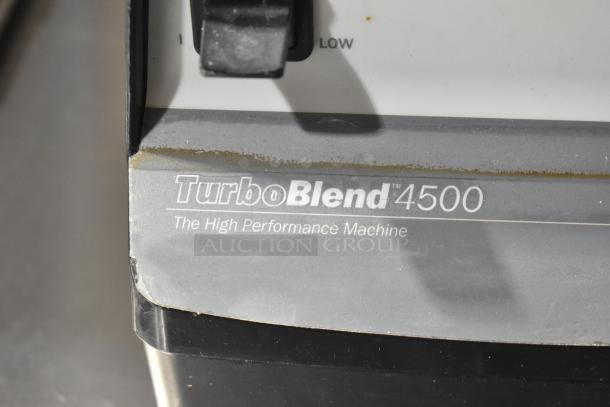 I LOW
TurboBlend™4500
The High Performance Machine
AUCTION GROUP